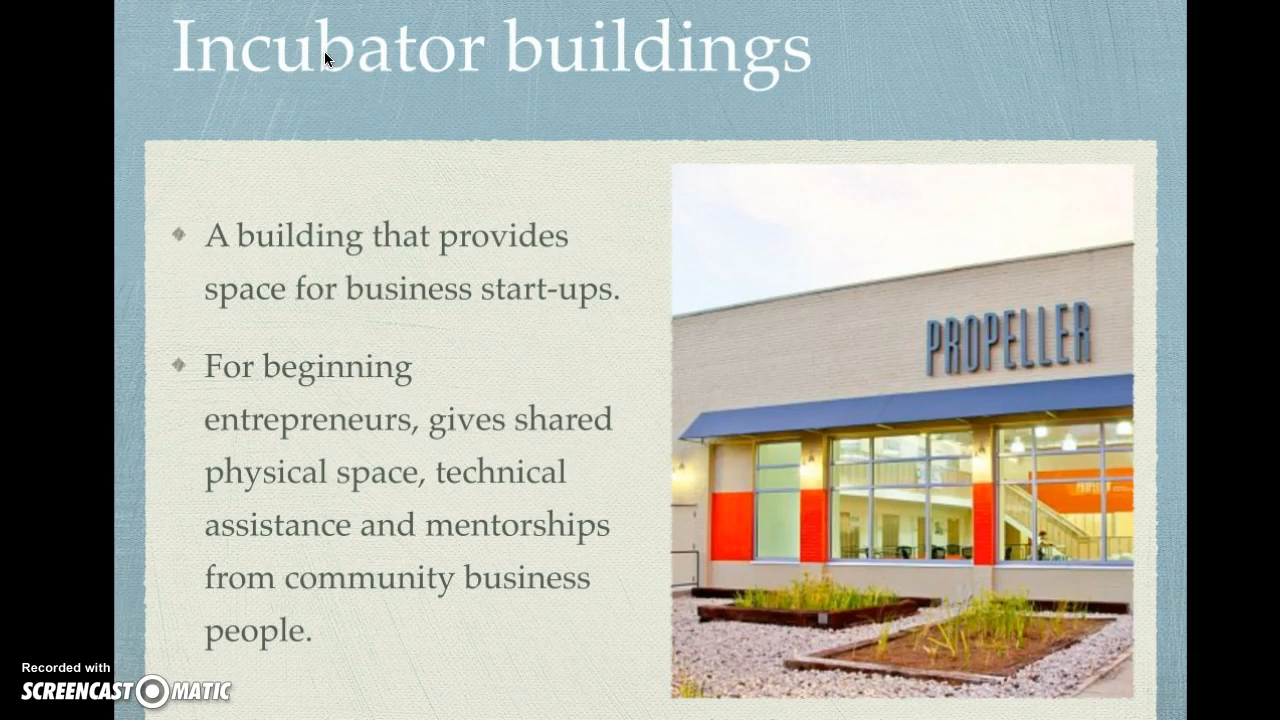 Incubator buildings
A building that provides
space for business start-ups.
For beginning
entrepreneurs, gives shared
physical space, technical
assistance and mentorships
from community business
people.
PROPELLER
Recorded with
SCREENCAST O MATIC